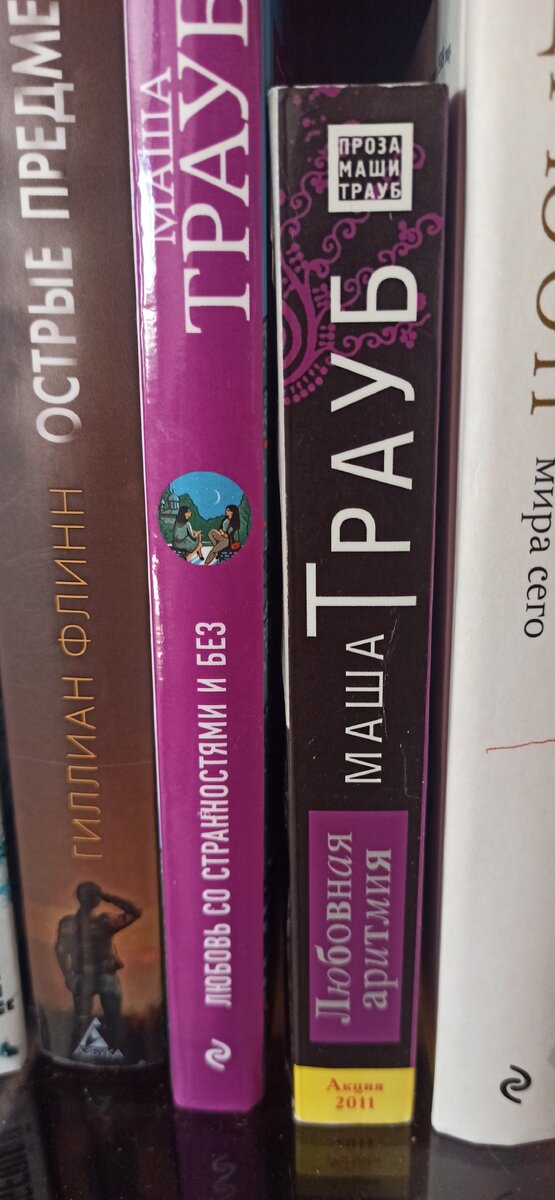 ГИЛЛИАН ФЛИНН ОСТРЫЕ ПРЕДМЕ
АЗБУКА
МАША
ТРАУБ
ЛЮБОВЬ СО СТРАННОСТЯМИ И БЕЗ
ПРОЗА
МАШИ
ТРАУБ
МАША ТРАУБ
Любовная
аритмия
Акция
2011
мира сего